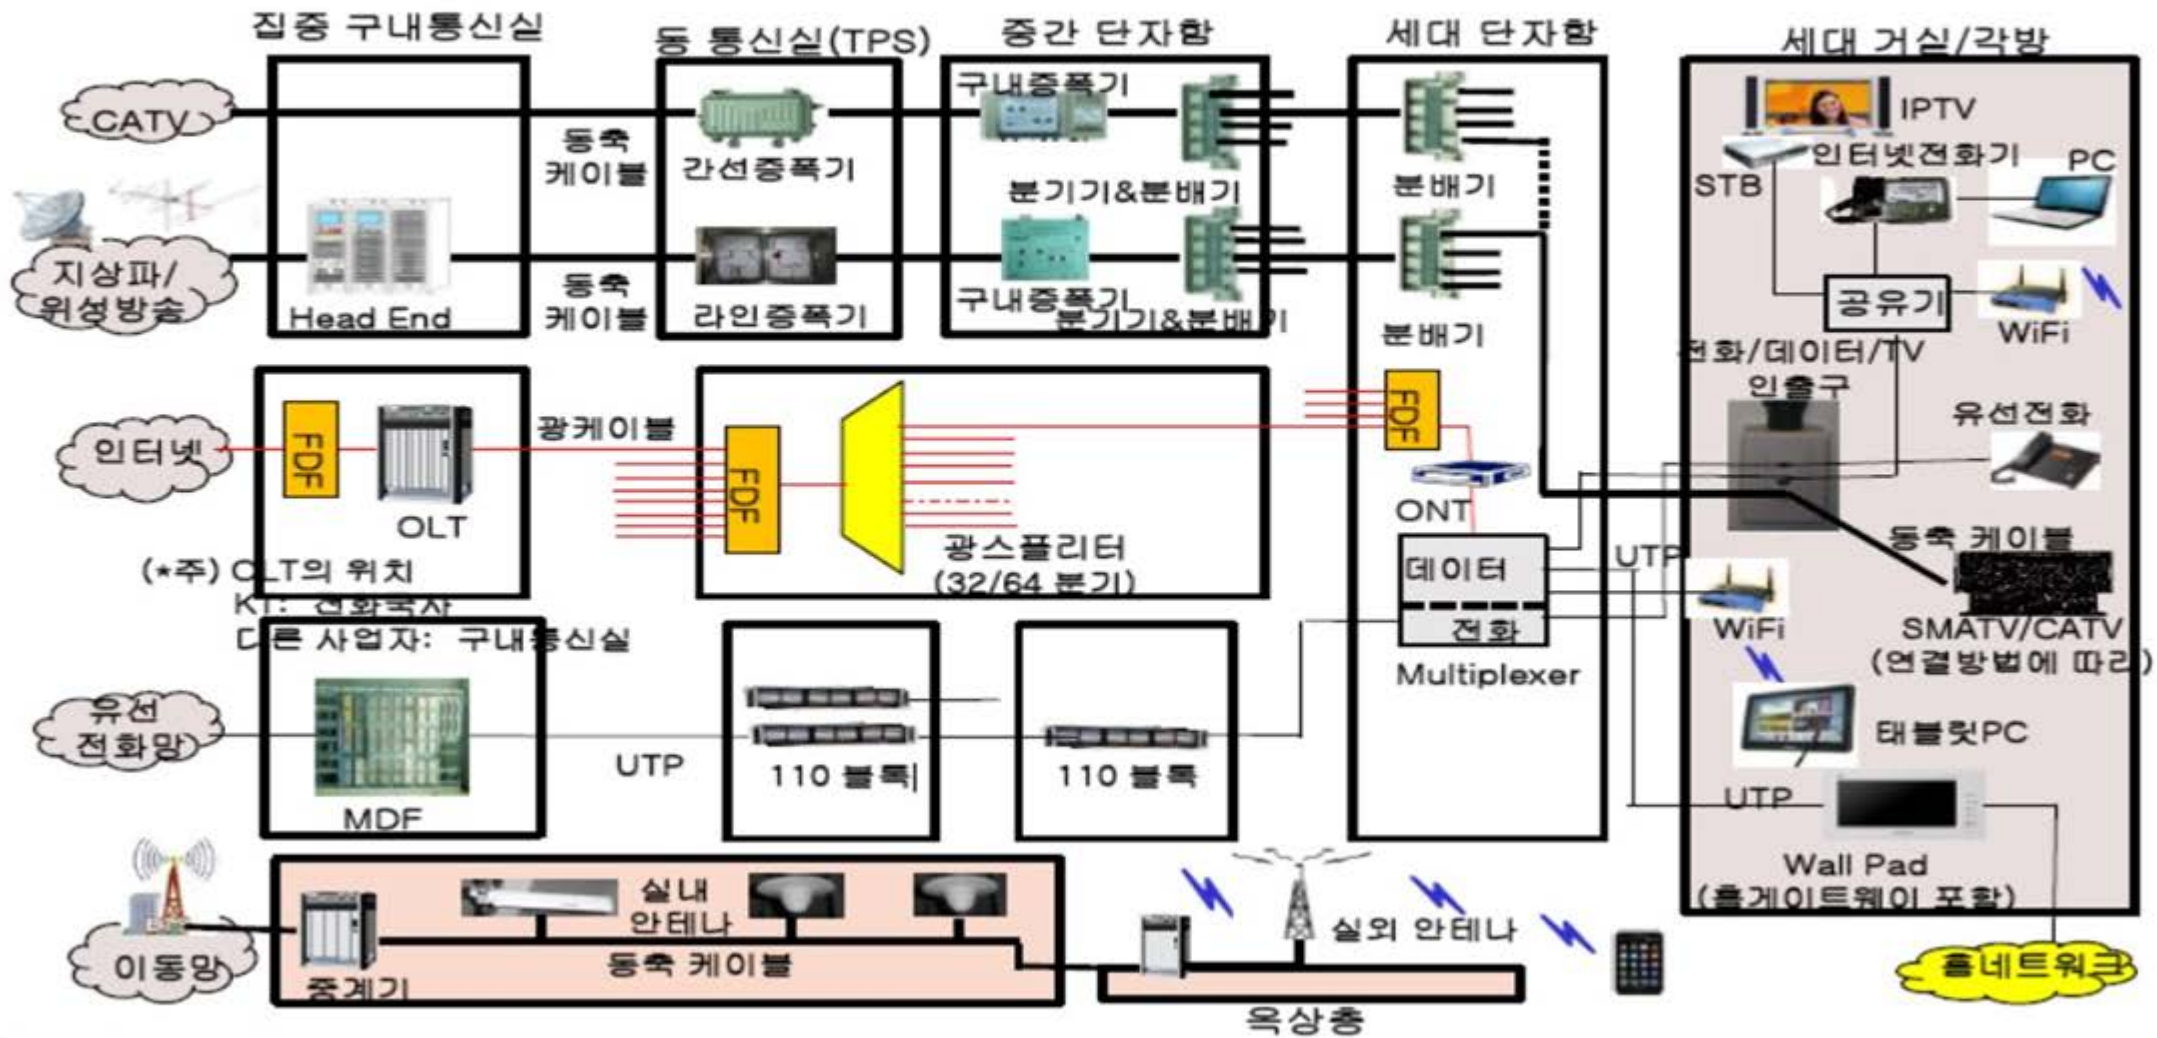 집중 구내통신실
동 통신실(TPS)
중간 단자함
세대 단자함
세대 거실/각방
CATV
동축
케이블
간선증폭기
구내증폭기
분기기&분배기
분배기
IPTV
STB
인터넷전화기
PC
지상파/
위성방송
Head End
동축
케이블
라인증폭기
구내증폭기
분기기&분배기
분배기
공유기
WiFi
전화/데이터/TV
인출구
인터넷
FDF
OLT
광케이블
FDF
광스플리터
(32/64 분기)
FDF
ONT
데이터
전화
Multiplexer
UTP
유선전화
동축 케이블
WiFi
SMATV/CATV
(연결방법에 따라)
(*주) OLT의 위치
KT: 전화국사
다른 사업자: 구내통신실
유선
전화망
MDF
UTP
110 블록
110 블록
태블릿PC
UTP
Wall Pad
(홈게이트웨이 포함)
홈네트워크
이동망
중계기
실내
안테나
동축 케이블
실외 안테나
옥상층